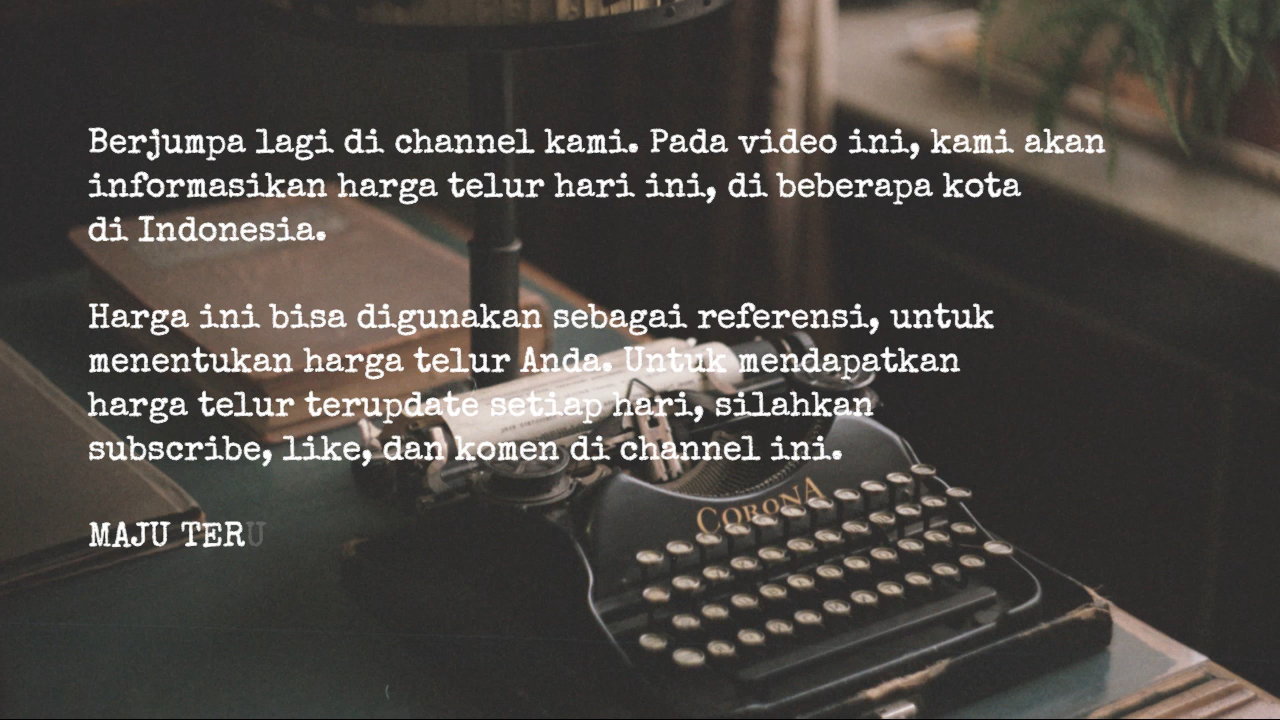 Berjumpa lagi di channel kami. Pada video ini, kami akan
informasikan harga telur hari ini, di beberapa kota
di Indonesia.
Harga ini bisa digunakan sebagai referensi, untuk
menentukan harga telur Anda. Untuk mendapatkan
harga telur terupdate setiap hari, silahkan
subscribe, like, dan komen di channel ini.
MAJU TERU
CORONA